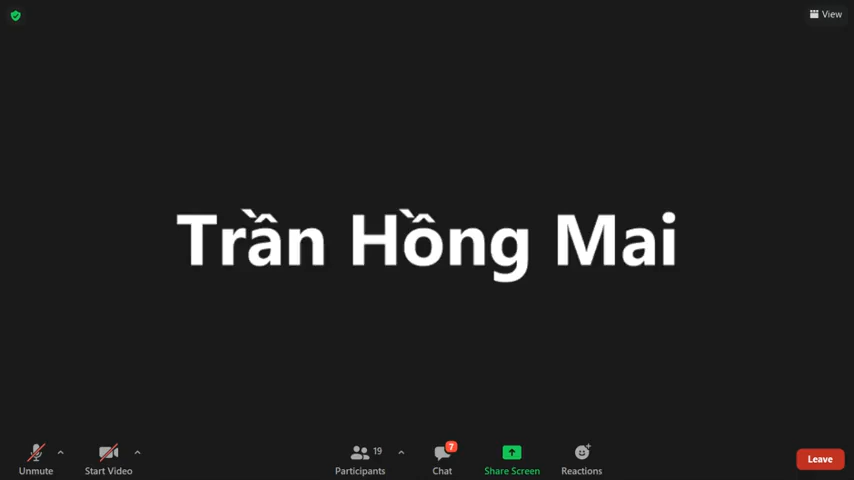 View
Trần Hồng Mai
19
7
Unmute
Start Video
Participants
Chat
Share Screen
Reactions
Leave